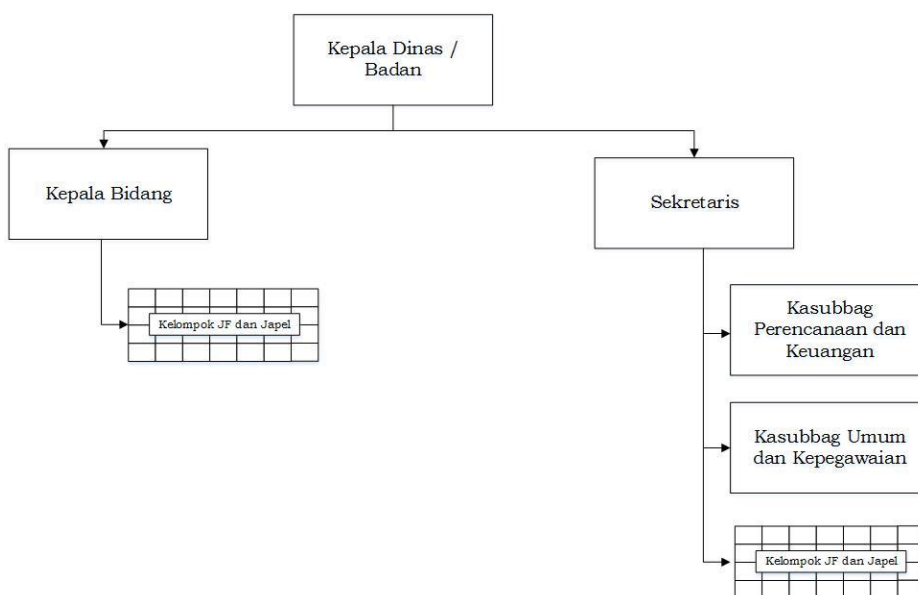 Kepala Dinas /
Badan
Kepala Bidang
Sekretaris
Kelompok JF dan Japel
Kasubbag
Perencanaan dan
Keuangan
Kasubbag Umum
dan Kepegawaian
Kelompok JF dan Japel